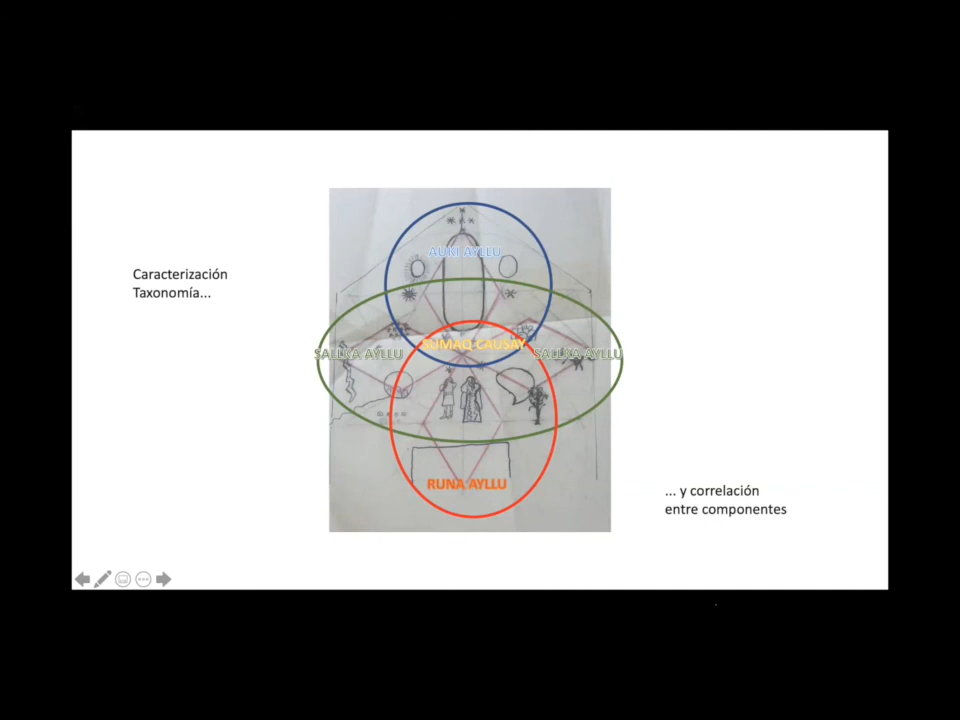 AUKI AYLLU
Caracterización
Taxonomía...
SUMAQ CAUSAY
SALLKA AYLLU
SALLKA AYLLU
RUNA AYLLU
... y correlación
entre componentes